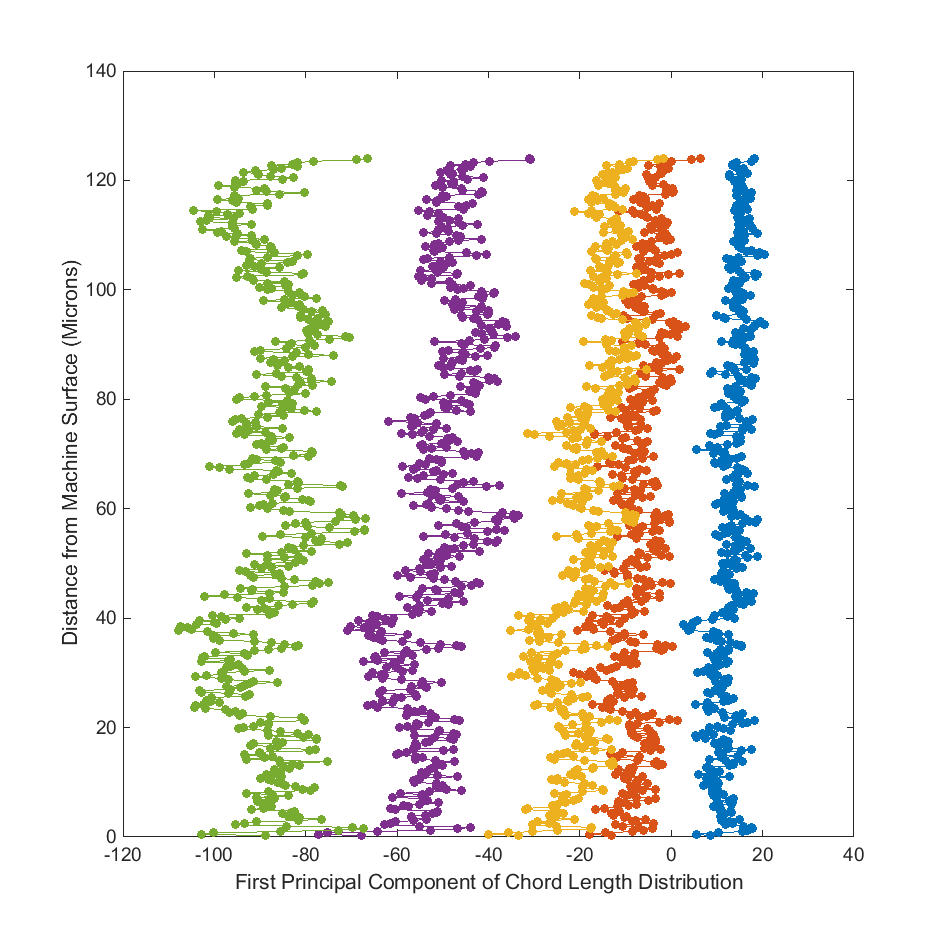 140
120
100
80
60
40
20
0
-120 -100 -80 -60 -40 -20 0 20 40
Distance from Machine Surface (Microns)
First Principal Component of Chord Length Distribution